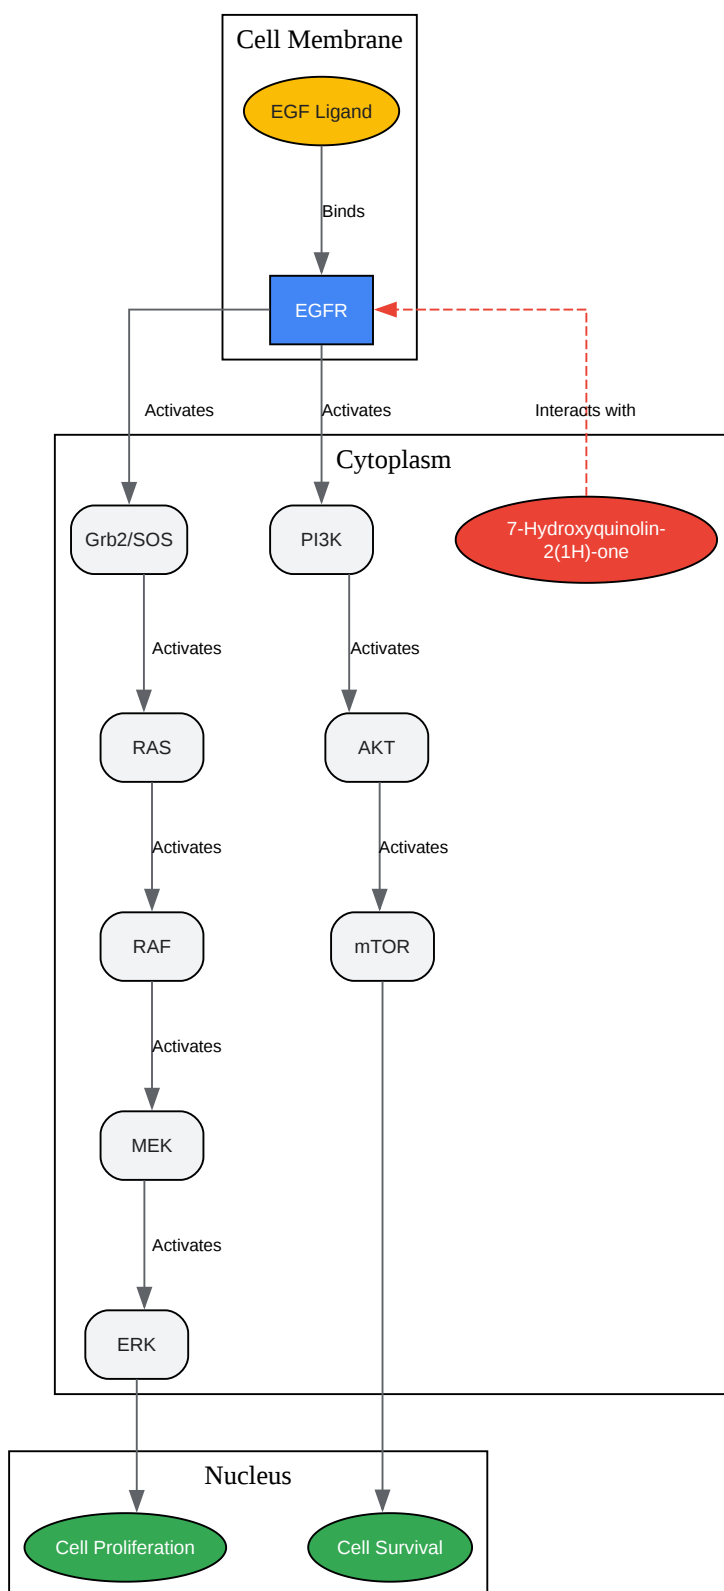 Cell Membrane
EGF Ligand
Binds
EGFR
Activates
Activates
Interacts with
Cytoplasm
Grb2/SOS
PI3K
7-Hydroxyquinolin-
2(1H)-one
Activates
Activates
RAS
AKT
Activates
Activates
RAF
mTOR
Activates
MEK
Activates
ERK
Nucleus
Cell Proliferation
Cell Survival